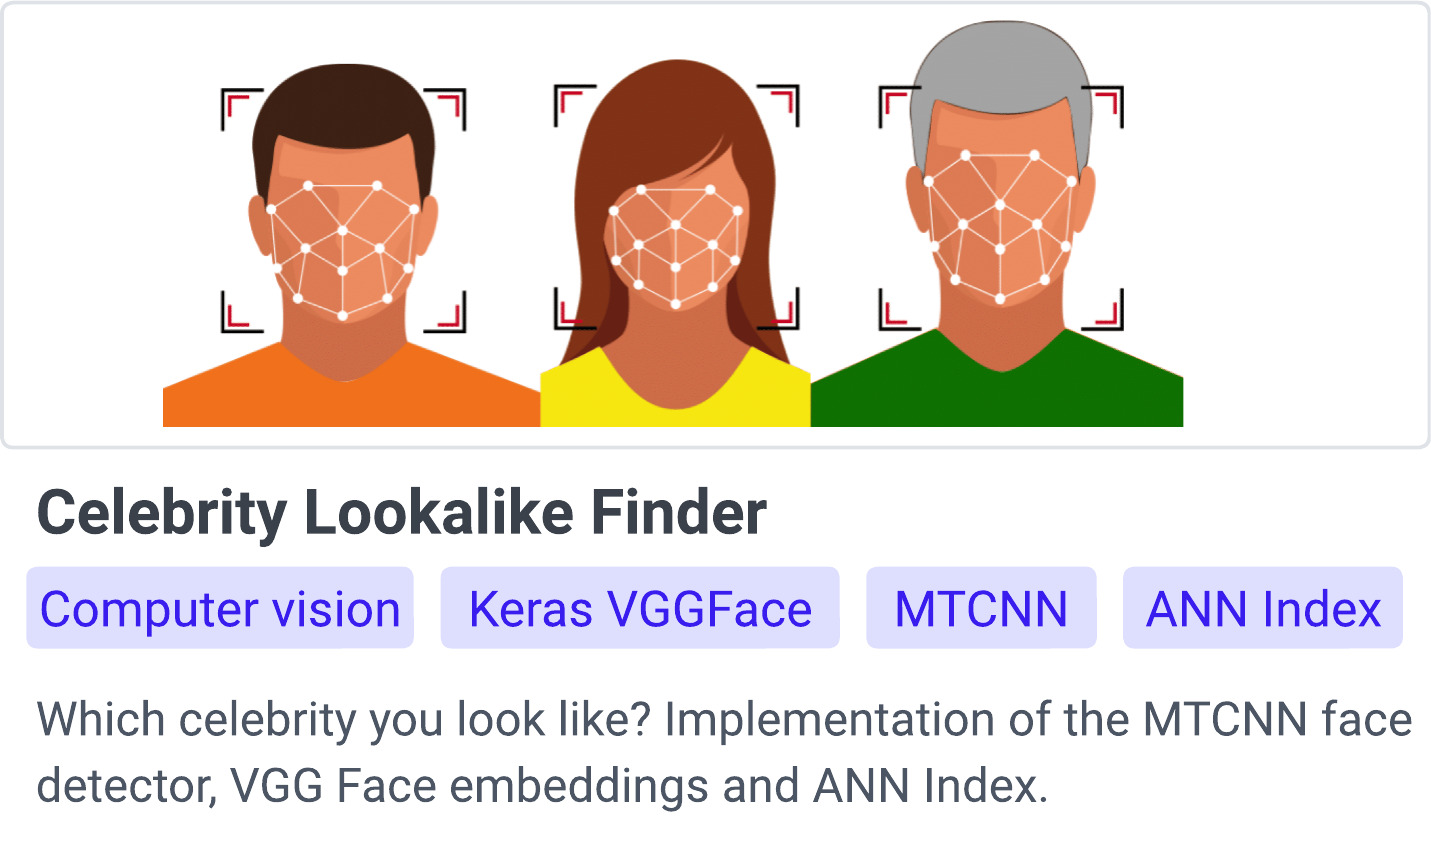 Celebrity Lookalike Finder
Computer vision Keras VGGFace MTCNN ANN Index
Which celebrity you look like? Implementation of the MTCNN face
detector, VGG Face embeddings and ANN Index.